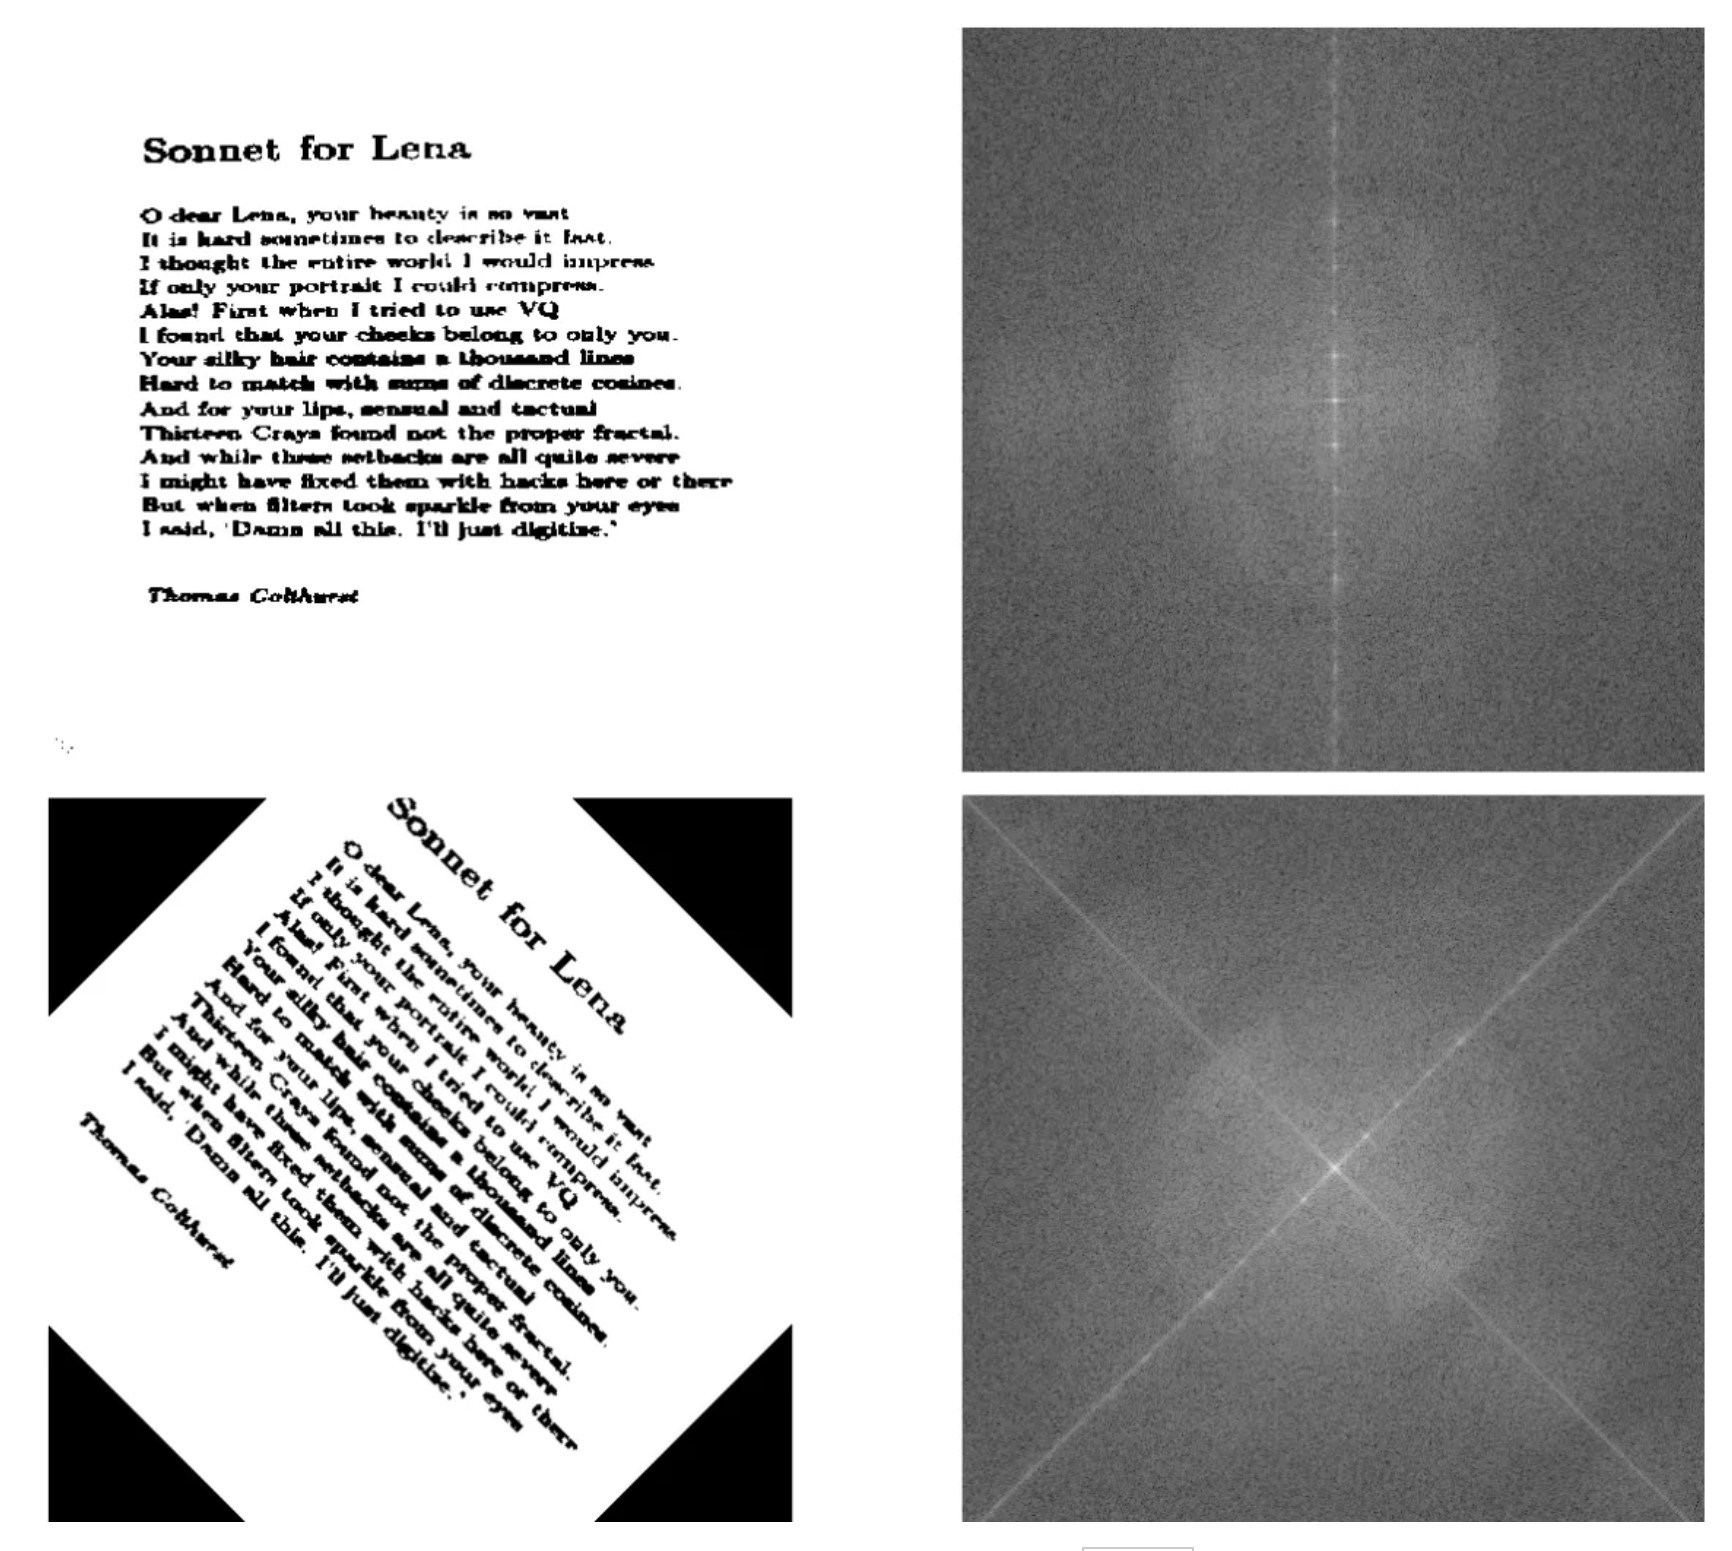 Sonnet for Lena
O dear Lena, your beauty is so vast
It is hard sometimes to describe it fast.
I thought the entire world I would impress
If only your portrait I could compress.
Alas! First when I tried to use VQ
I found that your cheeks belong to only you.
Your silky hair contains a thousand lines
Hard to match with sums of discrete cosines.
And for your lips, sensual and tactual
Thirteen Crays found not the proper fractal.
And while these setbacks are all quite severe
I might have fixed them with hacks here or there
But when filters took sparkle from your eyes
I said, 'Damn all this. I'll just digitize.'
Thomas Colthurst
Sonnet for Lena
O dear Lena, your beauty is so vast
It is hard sometimes to describe it fast.
I thought the entire world I would impress
If only your portrait I could compress.
Alas! First when I tried to use VQ
I found that your cheeks belong to only you.
Your silky hair contains a thousand lines
Hard to match with sums of discrete cosines.
And for your lips, sensual and tactual
Thirteen Crays found not the proper fractal.
And while these setbacks are all quite severe
I might have fixed them with hacks here or there
But when filters took sparkle from your eyes
I said, 'Damn all this. I'll just digitize.'
Thomas Colthurst